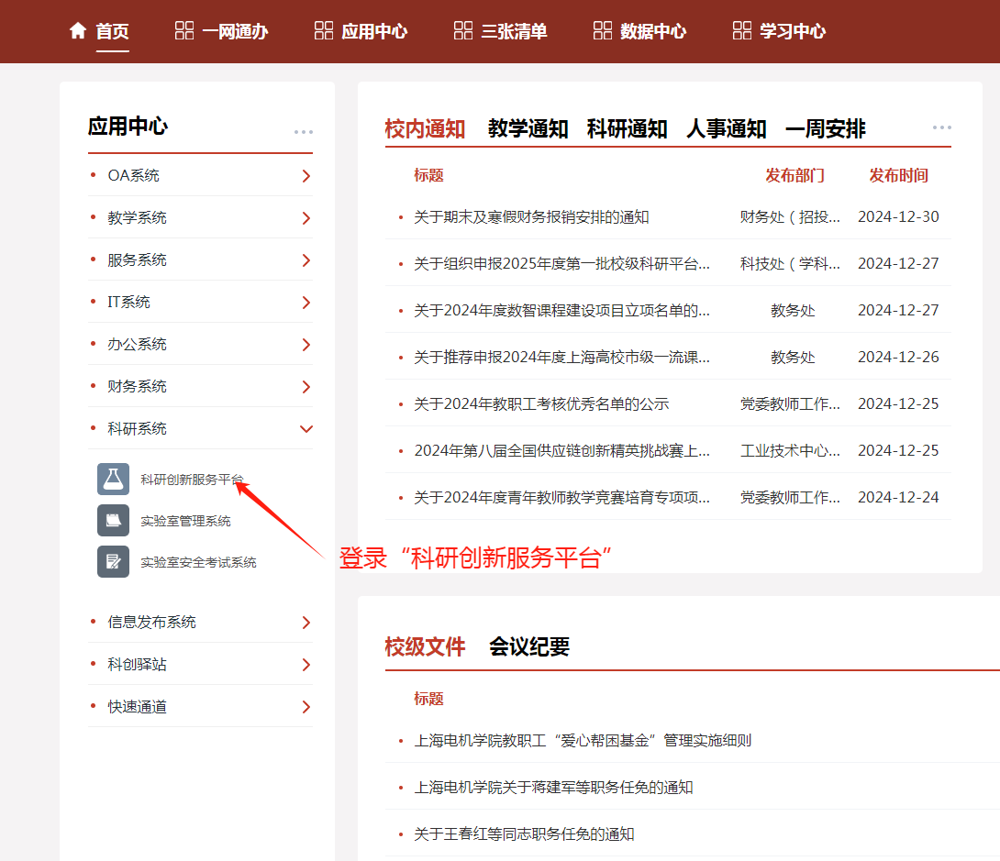 首页 一网通办 应用中心 三张清单 数据中心 学习中心
应用中心
OA系统
教学系统
服务系统
IT系统
办公系统
财务系统
科研系统
科研创新服务平台
实验室管理系统
实验室安全考试系统
信息发布系统
科创驿站
快速通道
校内通知 教学通知 科研通知 人事通知 一周安排
标题 发布部门 发布时间
关于期末及寒假财务报销安排的通知 财务处（招投... 2024-12-30
关于组织申报2025年度第一批校级科研平台... 科技处（学科... 2024-12-27
关于2024年度数智课程建设项目立项名单的... 教务处 2024-12-27
关于推荐申报2024年度上海高校市级一流课... 教务处 2024-12-26
关于2024年教职工考核优秀名单的公示 党委教师工作... 2024-12-25
2024年第八届全国供应链创新精英挑战赛上... 工业技术中心... 2024-12-25
关于2024年度青年教师教学竞赛培育专项项... 党委教师工作... 2024-12-24
登录“科研创新服务平台”
校级文件 会议纪要
标题
上海电机学院教职工“爱心帮困基金”管理实施细则
上海电机学院关于蒋建军等职务任免的通知
关于王春红等同志职务任免的通知